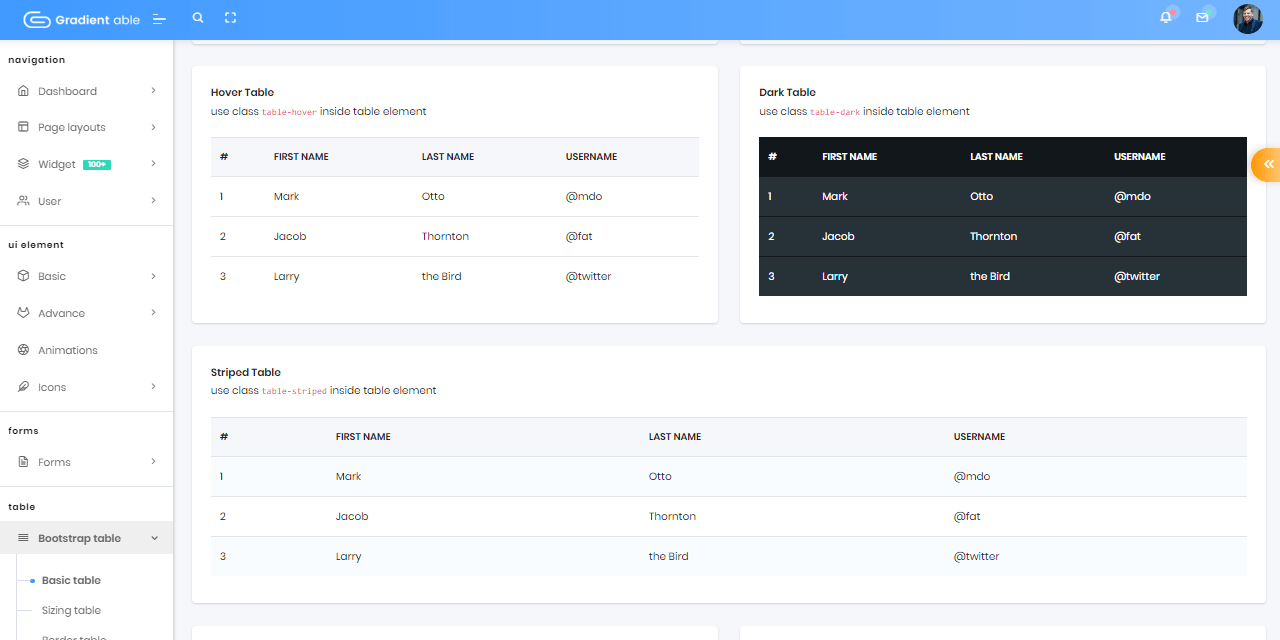 Gradient able
navigation
Dashboard
Page layouts
Widget 100+
User
ui element
Basic
Advance
Animations
Icons
forms
Forms
table
Bootstrap table
Basic table
Sizing table
Border table
Hover Table
use class table-hover inside table element
# FIRST NAME LAST NAME USERNAME
1 Mark Otto @mdo
2 Jacob Thornton @fat
3 Larry the Bird @twitter
Dark Table
use class table-dark inside table element
# FIRST NAME LAST NAME USERNAME
1 Mark Otto @mdo
2 Jacob Thornton @fat
3 Larry the Bird @twitter
Striped Table
use class table-striped inside table element
# FIRST NAME LAST NAME USERNAME
1 Mark Otto @mdo
2 Jacob Thornton @fat
3 Larry the Bird @twitter